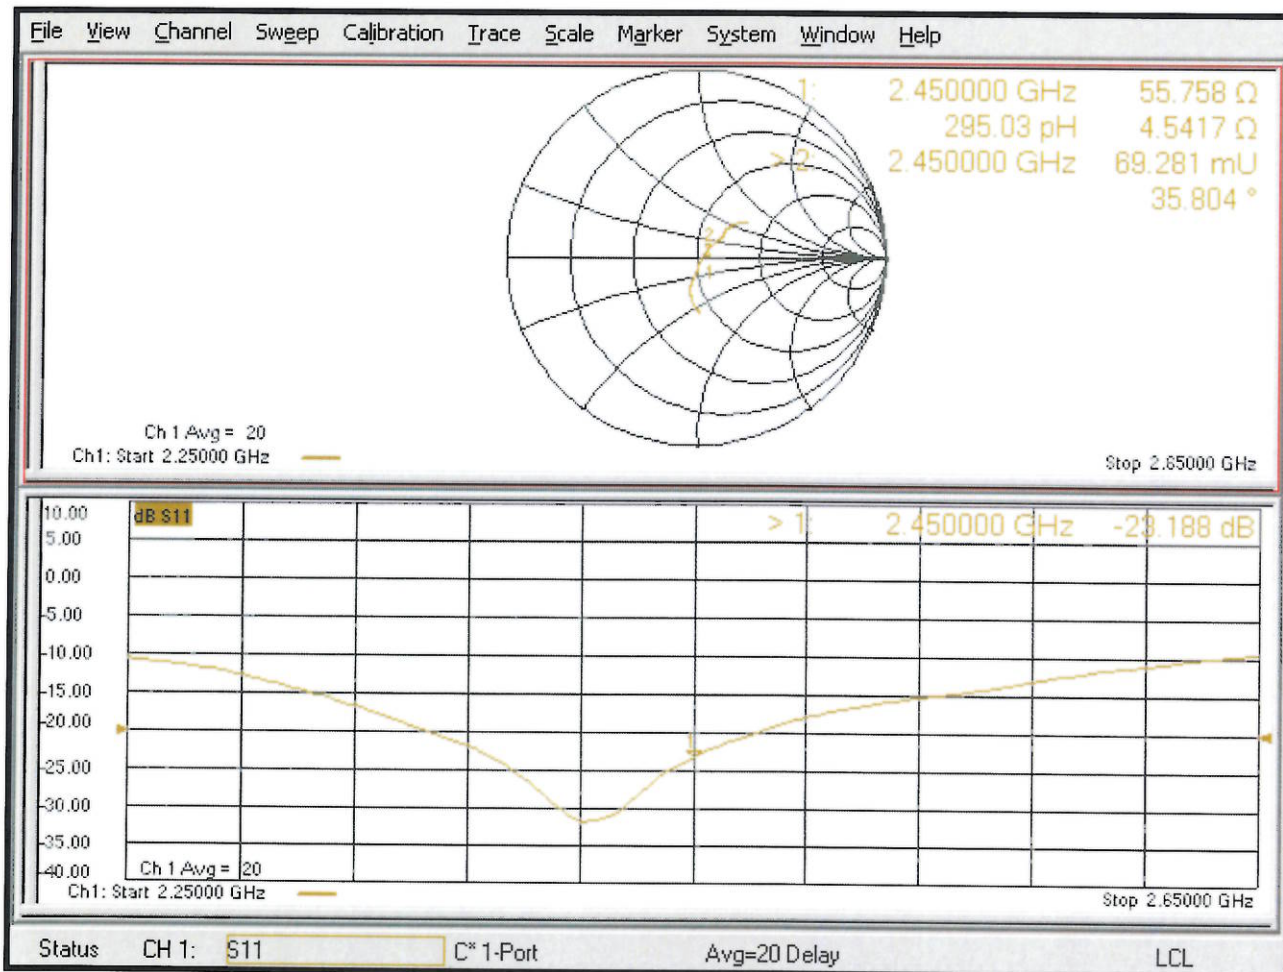 File View Channel Sweep Calibration Trace Scale Marker System Window Help
1: 2.450000 GHz 55.758 Ω
295.03 pH 4.5417 Ω
> 2: 2.450000 GHz 69.281 mU
35.804 °
2
1
Ch 1 Avg = 20
Ch1: Start 2.25000 GHz
Stop 2.65000 GHz
10.00
dB S11
> 1: 2.450000 GHz -23.188 dB
5.00
0.00
-5.00
-10.00
-15.00
-20.00
1
-25.00
-30.00
-35.00
-40.00
Ch 1 Avg = 20
Ch1: Start 2.25000 GHz
Stop 2.65000 GHz
Status CH 1: S11 C* 1-Port Avg=20 Delay LCL